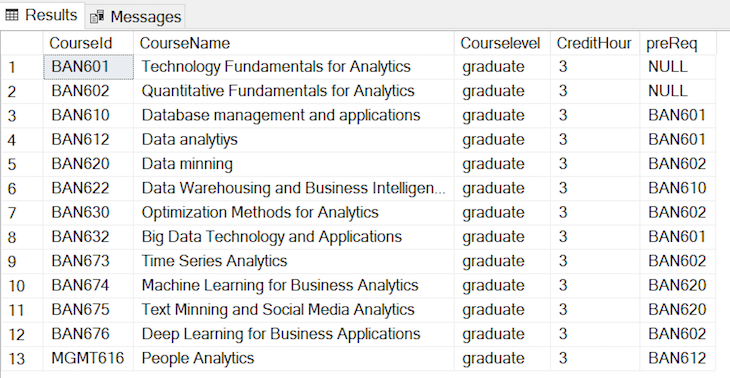 Results Messages
CourseId CourseName Courselevel CreditHour preReq
1 BAN601 Technology Fundamentals for Analytics graduate 3 NULL
2 BAN602 Quantitative Fundamentals for Analytics graduate 3 NULL
3 BAN610 Database management and applications graduate 3 BAN601
4 BAN612 Data analytiys graduate 3 BAN601
5 BAN620 Data minning graduate 3 BAN602
6 BAN622 Data Warehousing and Business Intelligen... graduate 3 BAN610
7 BAN630 Optimization Methods for Analytics graduate 3 BAN602
8 BAN632 Big Data Technology and Applications graduate 3 BAN601
9 BAN673 Time Series Analytics graduate 3 BAN602
10 BAN674 Machine Learning for Business Analytics graduate 3 BAN620
11 BAN675 Text Minning and Social Media Analytics graduate 3 BAN620
12 BAN676 Deep Learning for Business Applications graduate 3 BAN602
13 MGMT616 People Analytics graduate 3 BAN612